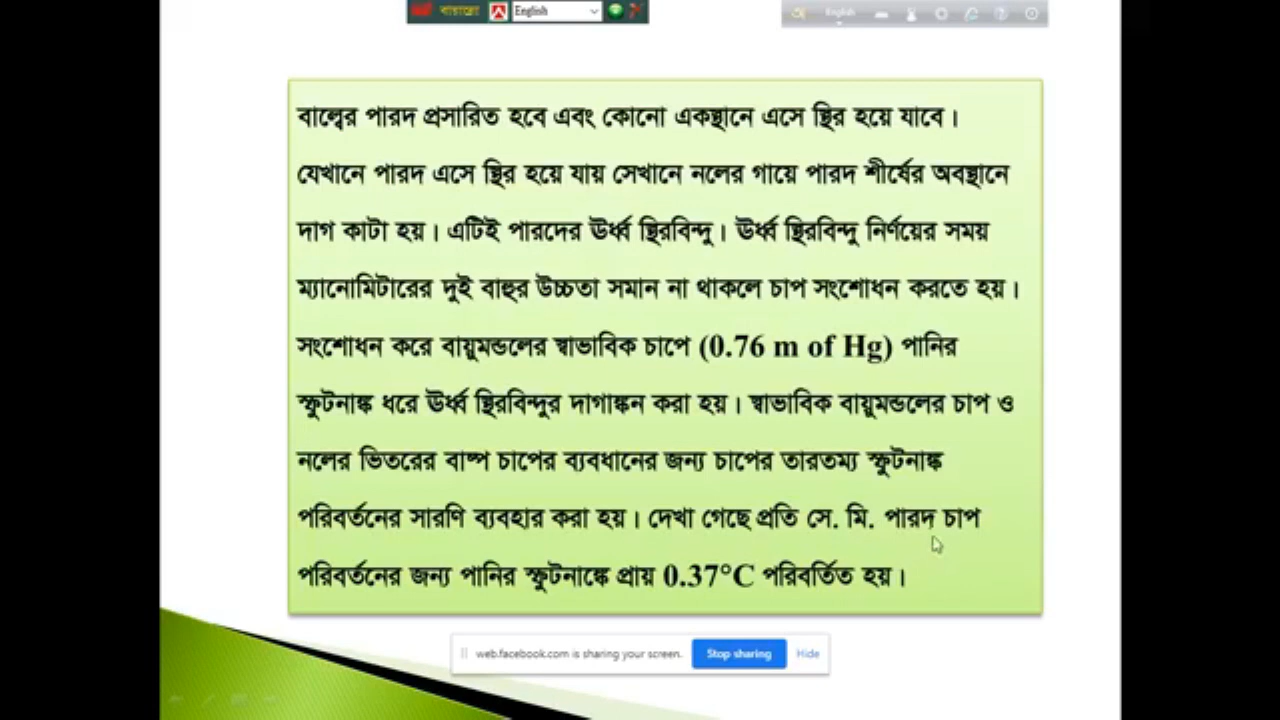 বাংলা English
English
বাল্বের পারদ প্রসারিত হবে এবং কোনো একস্থানে এসে স্থির হয়ে যাবে।
যেখানে পারদ এসে স্থির হয়ে যায় সেখানে নলের গায়ে পারদ শীর্ষের অবস্থানে
দাগ কাটা হয়। এটিই পারদের ঊর্ধ্ব স্থিরবিন্দু। ঊর্ধ্ব স্থিরবিন্দু নির্ণয়ের সময়
ম্যানোমিটারের দুই বাহুর উচ্চতা সমান না থাকলে চাপ সংশোধন করতে হয়।
সংশোধন করে বায়ুমন্ডলের স্বাভাবিক চাপে (0.76 m of Hg) পানির
স্ফুটনাঙ্ক ধরে ঊর্ধ্ব স্থিরবিন্দুর দাগাঙ্কন করা হয়। স্বাভাবিক বায়ুমন্ডলের চাপ ও
নলের ভিতরের বাষ্প চাপের ব্যবধানের জন্য চাপের তারতম্য স্ফুটনাঙ্ক
পরিবর্তনের সারণি ব্যবহার করা হয়। দেখা গেছে প্রতি সে. মি. পারদ চাপ
পরিবর্তনের জন্য পানির স্ফুটনাঙ্কে প্রায় 0.37°C পরিবর্তিত হয়।
web.facebook.com is sharing your screen. Stop sharing Hide